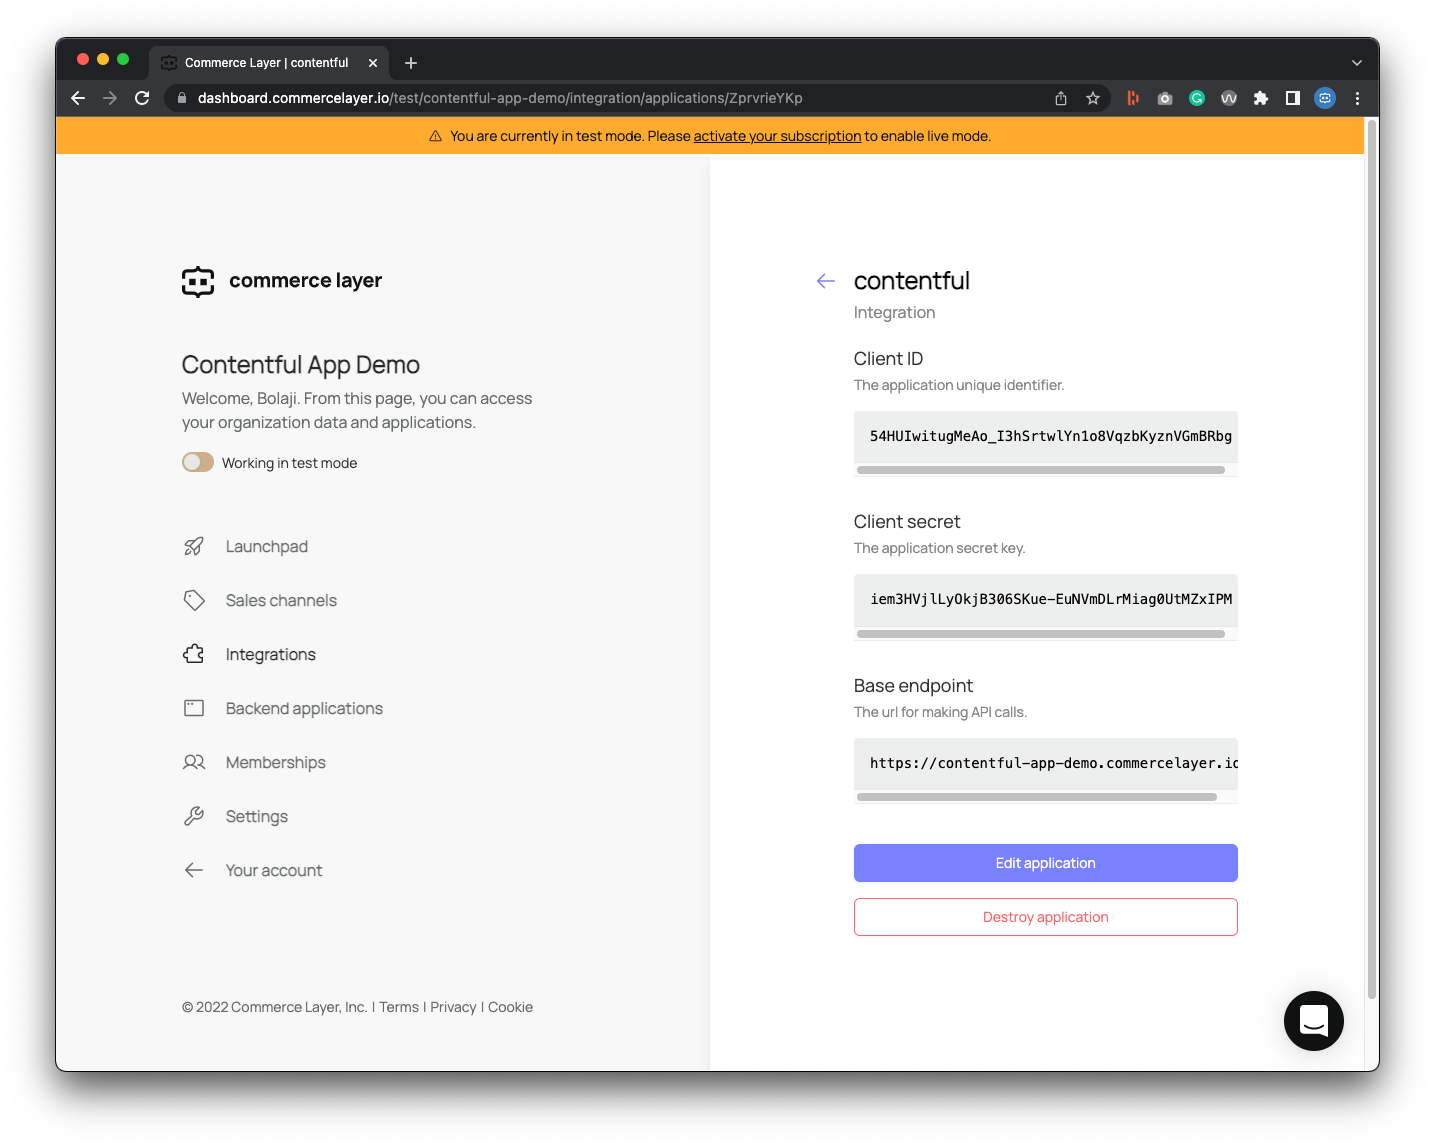 Commerce Layer | contentful
dashboard.commercelayer.io/test/contentful-app-demo/integration/applications/ZprvrieYKp
You are currently in test mode. Please activate your subscription to enable live mode.
commerce layer
Contentful App Demo
Welcome, Bolaji. From this page, you can access
your organization data and applications.
Working in test mode
Launchpad
Sales channels
Integrations
Backend applications
Memberships
Settings
Your account
© 2022 Commerce Layer, Inc. | Terms | Privacy | Cookie
contentful
Integration
Client ID
The application unique identifier.
54HUIwitugMeAo_I3hSrtwlYn1o8VqzbKyznVGmBRbg
Client secret
The application secret key.
iem3HVjlLyOkjB306SKue-EuNVmDLrMiag0UtMZxIPM
Base endpoint
The url for making API calls.
https://contentful-app-demo.commercelayer.io
Edit application
Destroy application